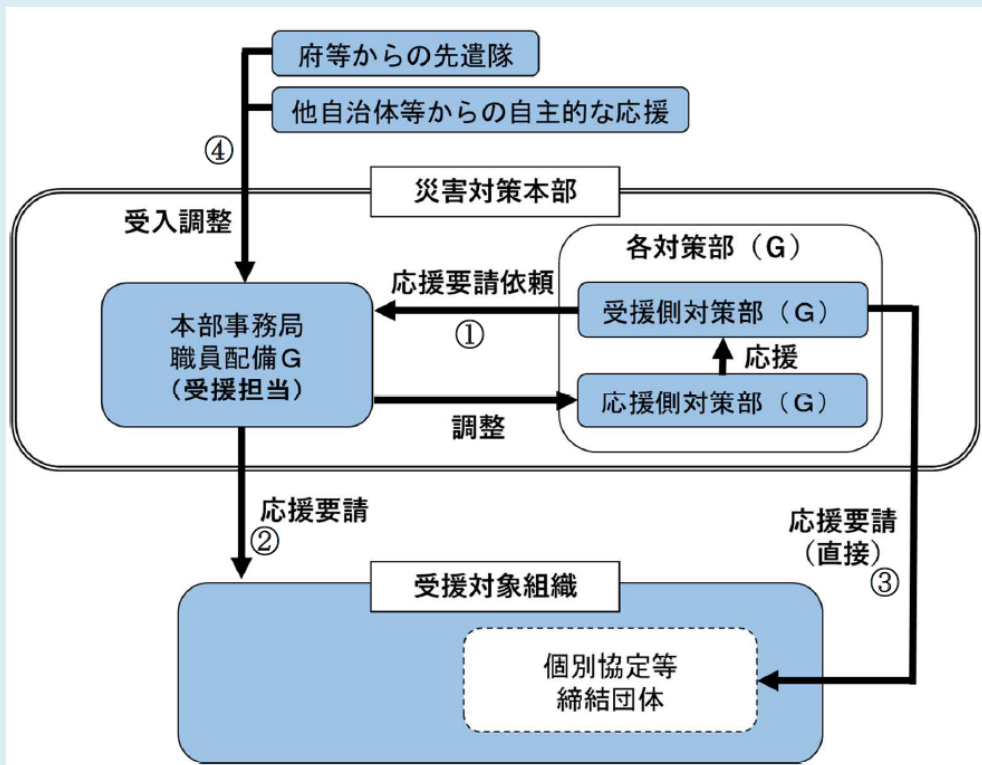 府等からの先遣隊
他自治体等からの自主的な応援
④
災害対策本部
受入調整
各対策部（G）
応援要請依頼
①
受援側対策部（G）
本部事務局
職員配備G
（受援担当）
応援
調整
応援側対策部（G）
応援要請
②
応援要請
（直接）
③
受援対象組織
個別協定等
締結団体